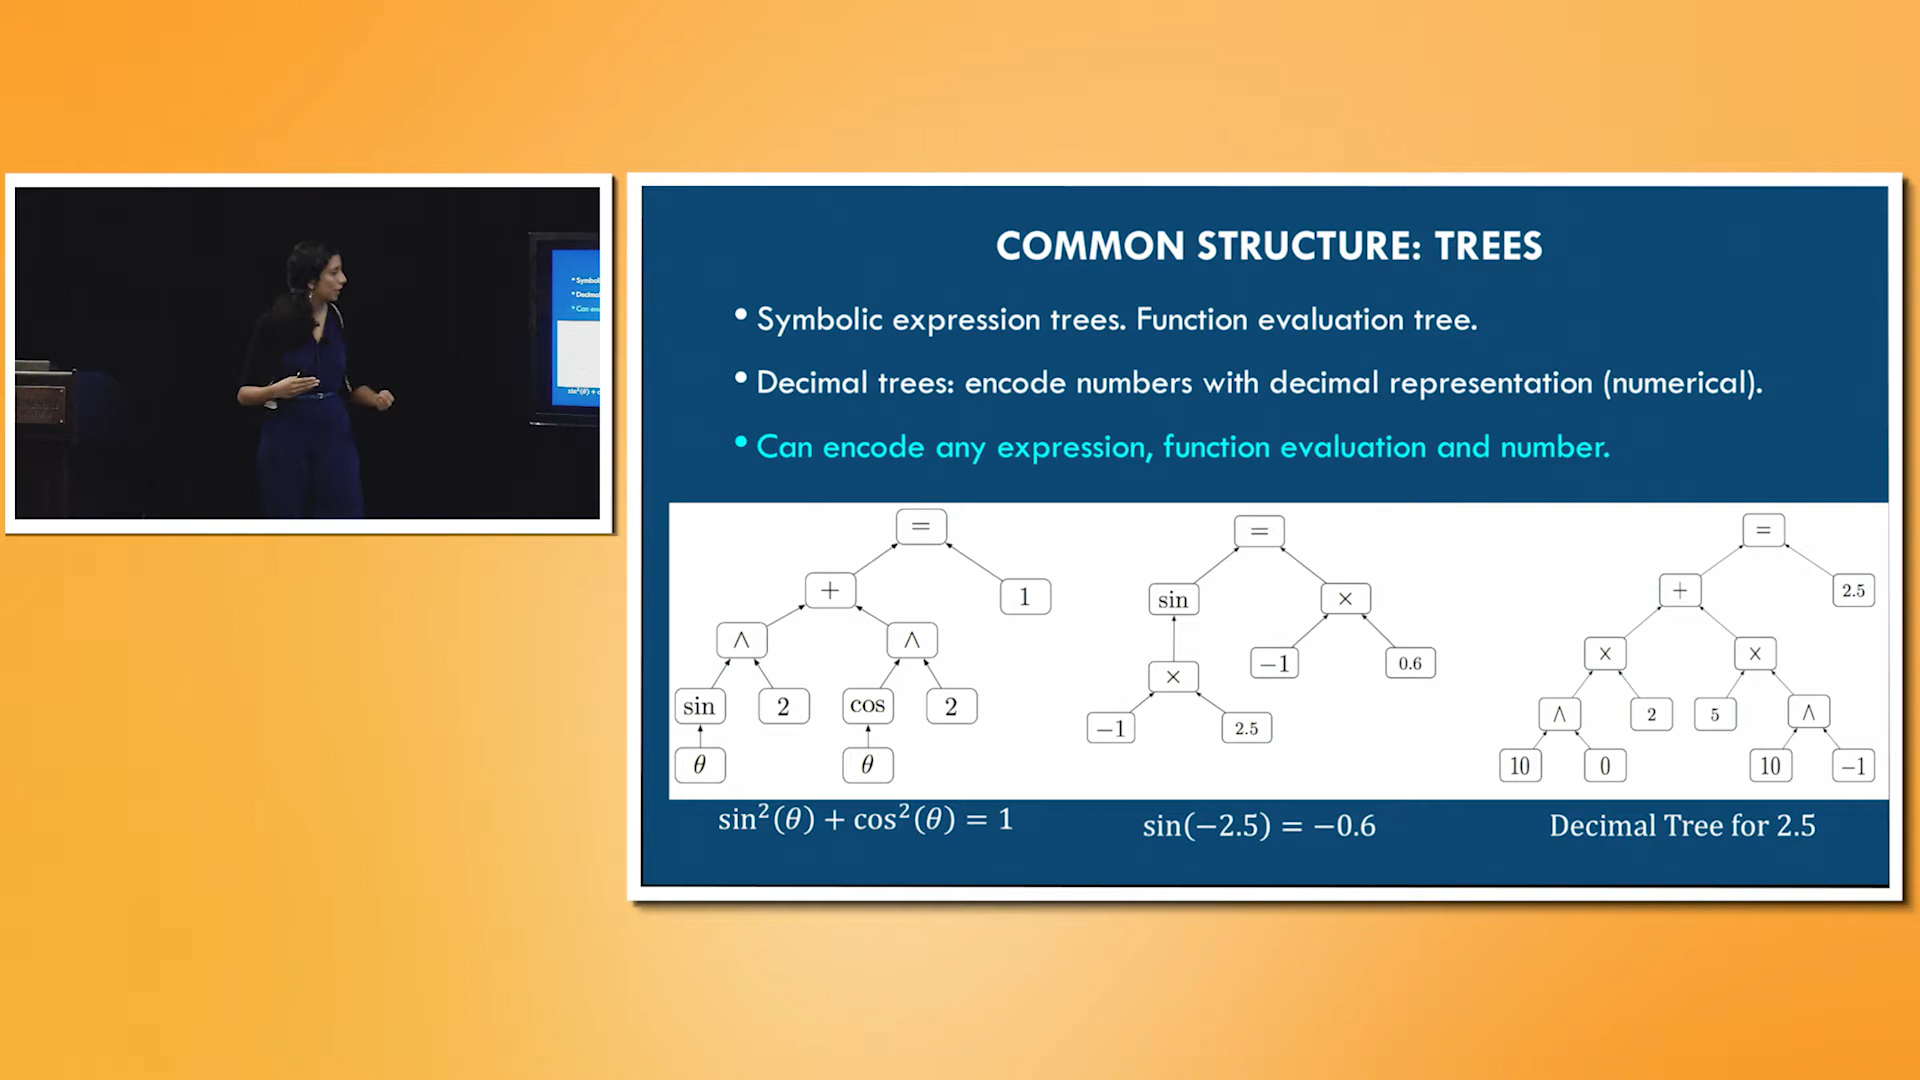 COMMON STRUCTURE: TREES
• Symbolic expression trees. Function evaluation tree.
• Decimal trees: encode numbers with decimal representation (numerical).
• Can encode any expression, function evaluation and number.
= = =
+ 1 sin × + 2.5
∧ ∧ −1 0.6 × ×
sin 2 cos 2 × ∧ 2 5 ∧
θ θ −1 2.5 10 0 10 −1
sin²(θ) + cos²(θ) = 1
sin(−2.5) = −0.6
Decimal Tree for 2.5